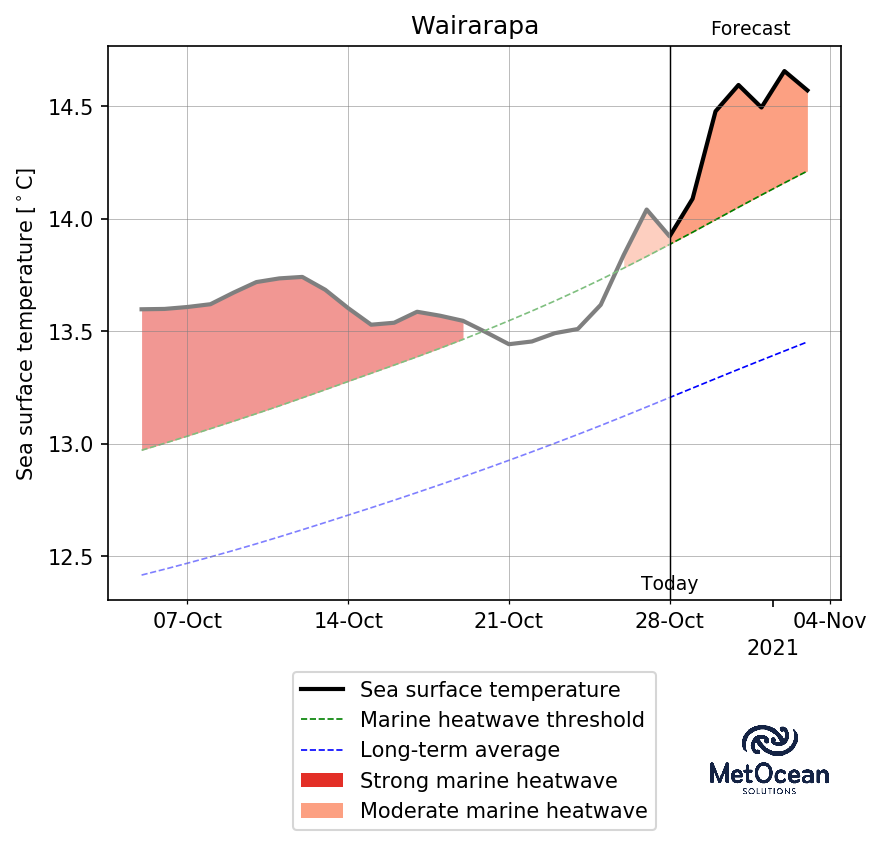 Wairarapa
Forecast
Sea surface temperature [ ° C]
14.5
14.0
13.5
13.0
12.5
Today
07-Oct 14-Oct 21-Oct 28-Oct 04-Nov
2021
Sea surface temperature
Marine heatwave threshold
Long-term average
Strong marine heatwave
Moderate marine heatwave
MetOcean
SOLUTIONS